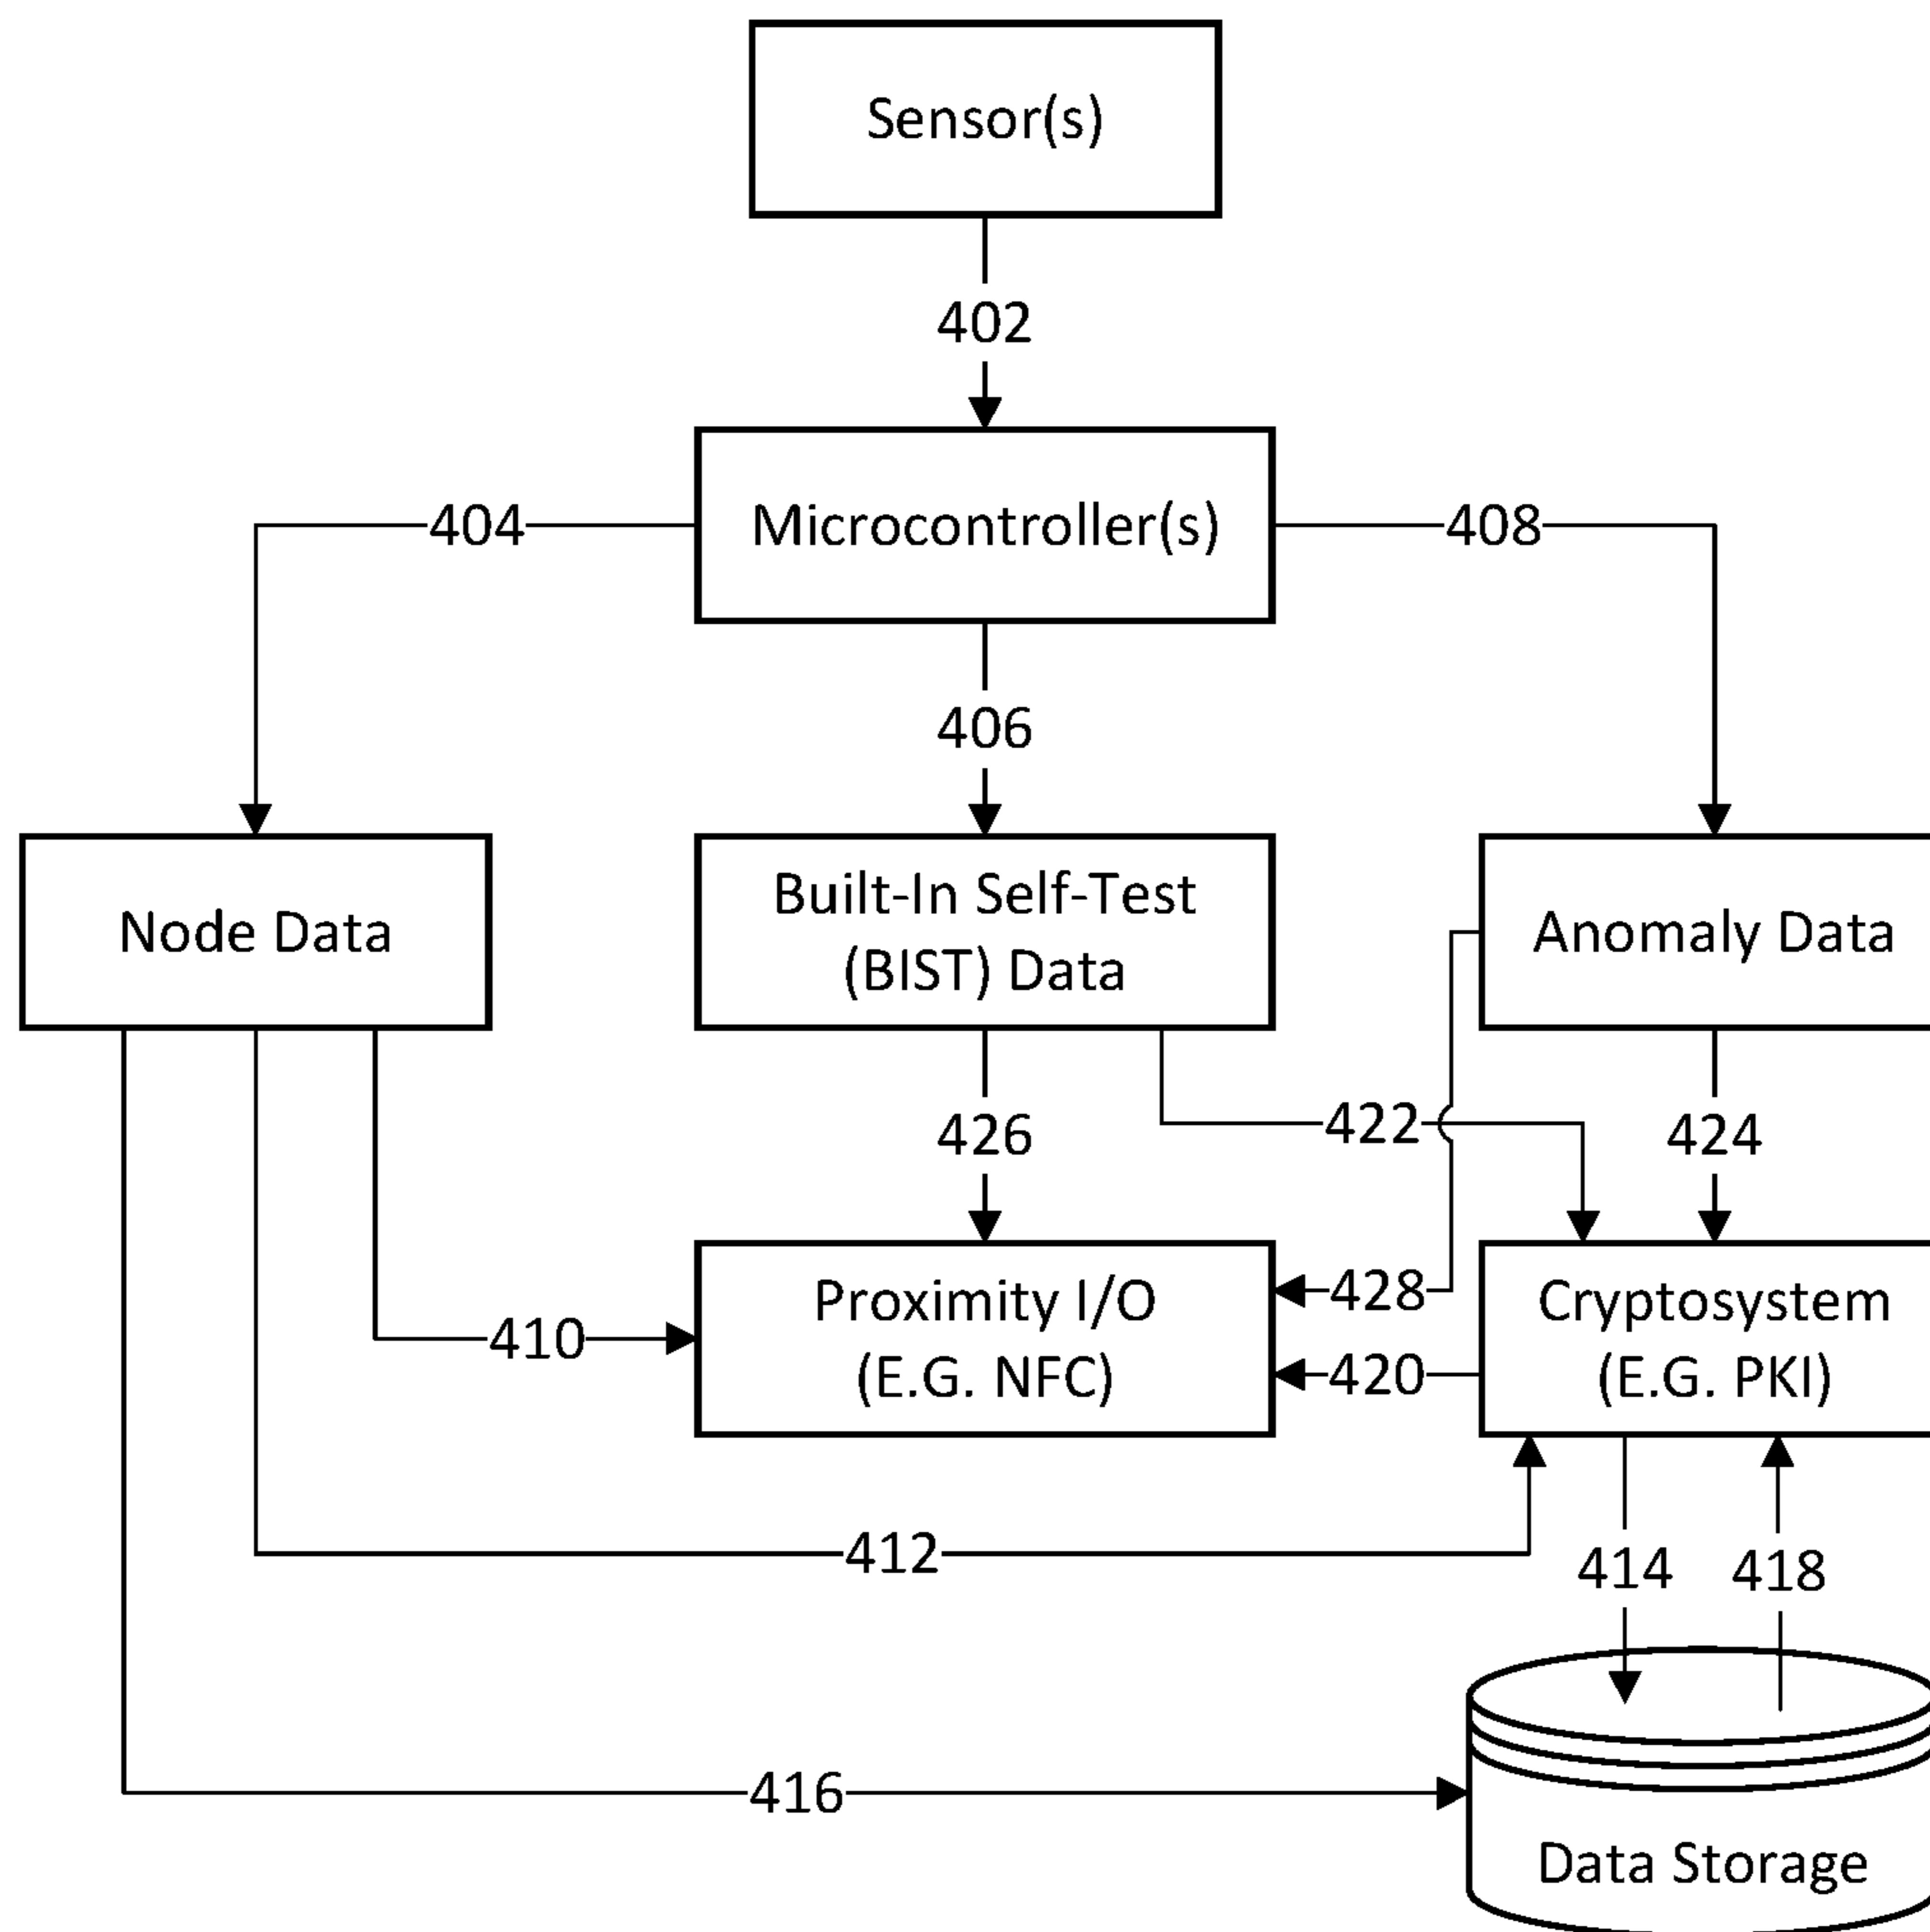 Sensor(s)
402
404
Microcontroller(s)
408
406
Node Data
Built-In Self-Test
(BIST) Data
Anomaly Data
426
422
424
Proximity I/O
(E.G. NFC)
410
428
420
Cryptosystem
(E.G. PKI)
412
414
418
416
Data Storage